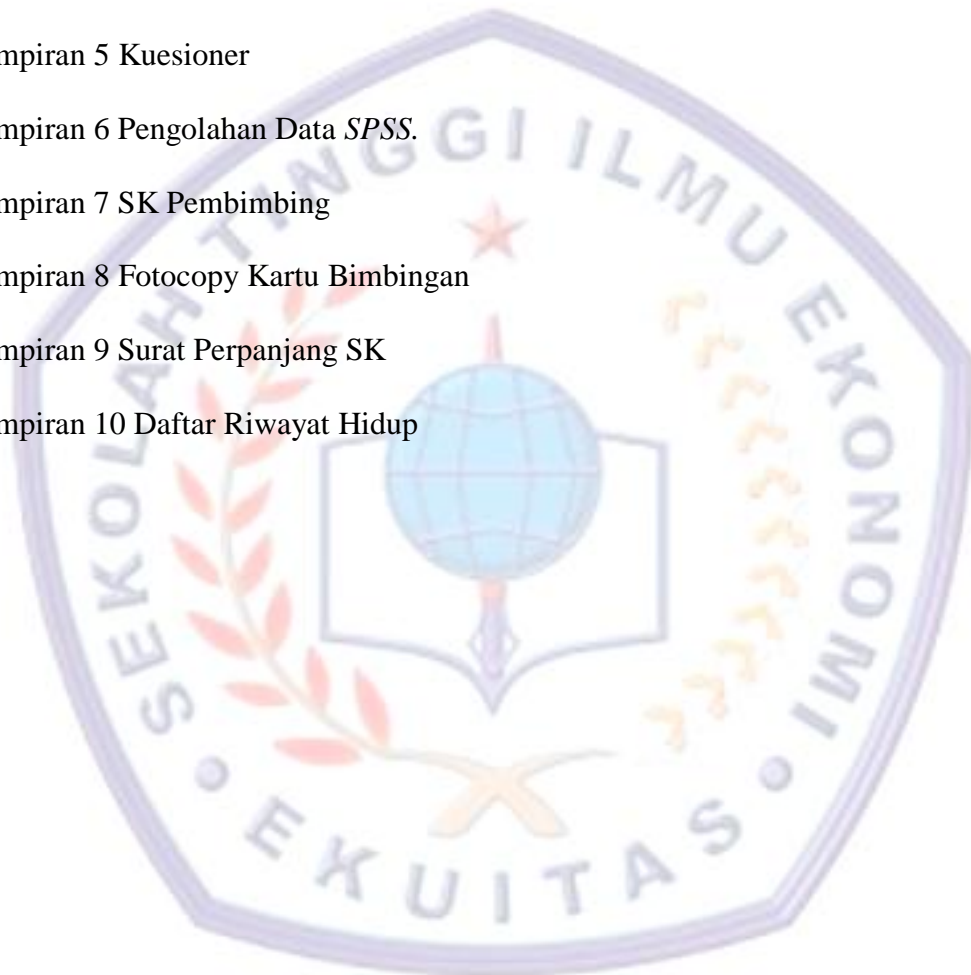 mpiran 5 Kuesioner
mpiran 6 Pengolahan Data SPSS.
mpiran 7 SK Pembimbing
mpiran 8 Fotocopy Kartu Bimbingan
mpiran 9 Surat Perpanjang SK
mpiran 10 Daftar Riwayat Hidup
SEKOLAH TINGGI ILMU EKONOMI
EKUITAS